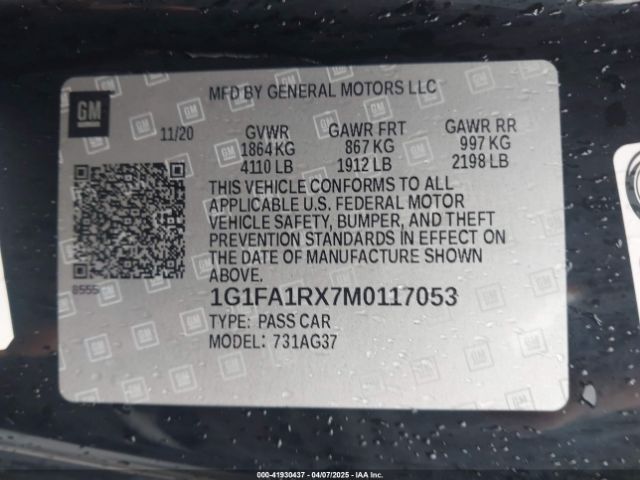 GM
MFD BY GENERAL MOTORS LLC
11/20 GVWR GAWR FRT GAWR RR
1864 KG 867 KG 997 KG
4110 LB 1912 LB 2198 LB
THIS VEHICLE CONFORMS TO ALL
APPLICABLE U.S. FEDERAL MOTOR
VEHICLE SAFETY, BUMPER, AND THEFT
PREVENTION STANDARDS IN EFFECT ON
THE DATE OF MANUFACTURE SHOWN
ABOVE.
8555
1G1FA1RX7M0117053
TYPE: PASS CAR
MODEL: 731AG37
000-41930437 - 04/07/2025 - IAAI.COM